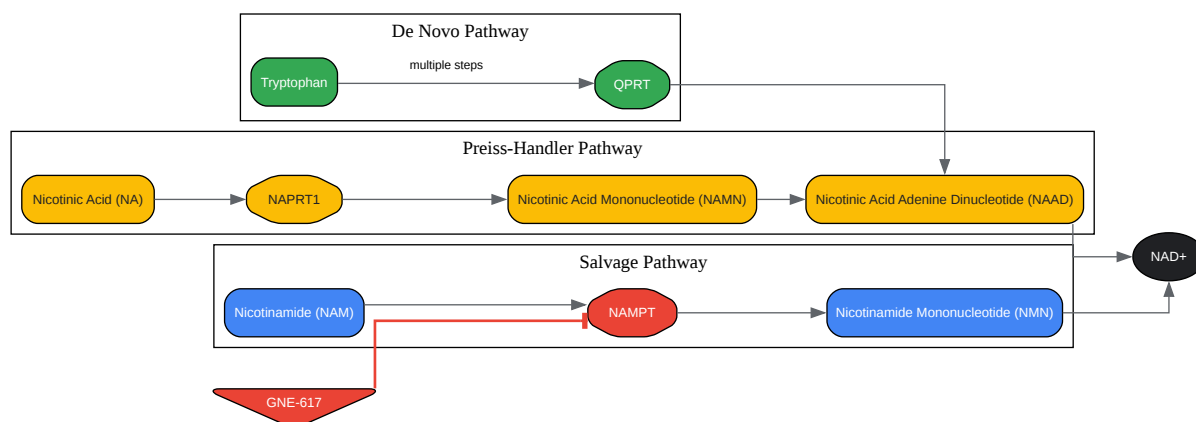 De Novo Pathway
Tryptophan
multiple steps
QPRT
Preiss-Handler Pathway
Nicotinic Acid (NA)
NAPRT1
Nicotinic Acid Mononucleotide (NAMN)
Nicotinic Acid Adenine Dinucleotide (NAAD)
NAD+
Salvage Pathway
Nicotinamide (NAM)
NAMPT
Nicotinamide Mononucleotide (NMN)
GNE-617